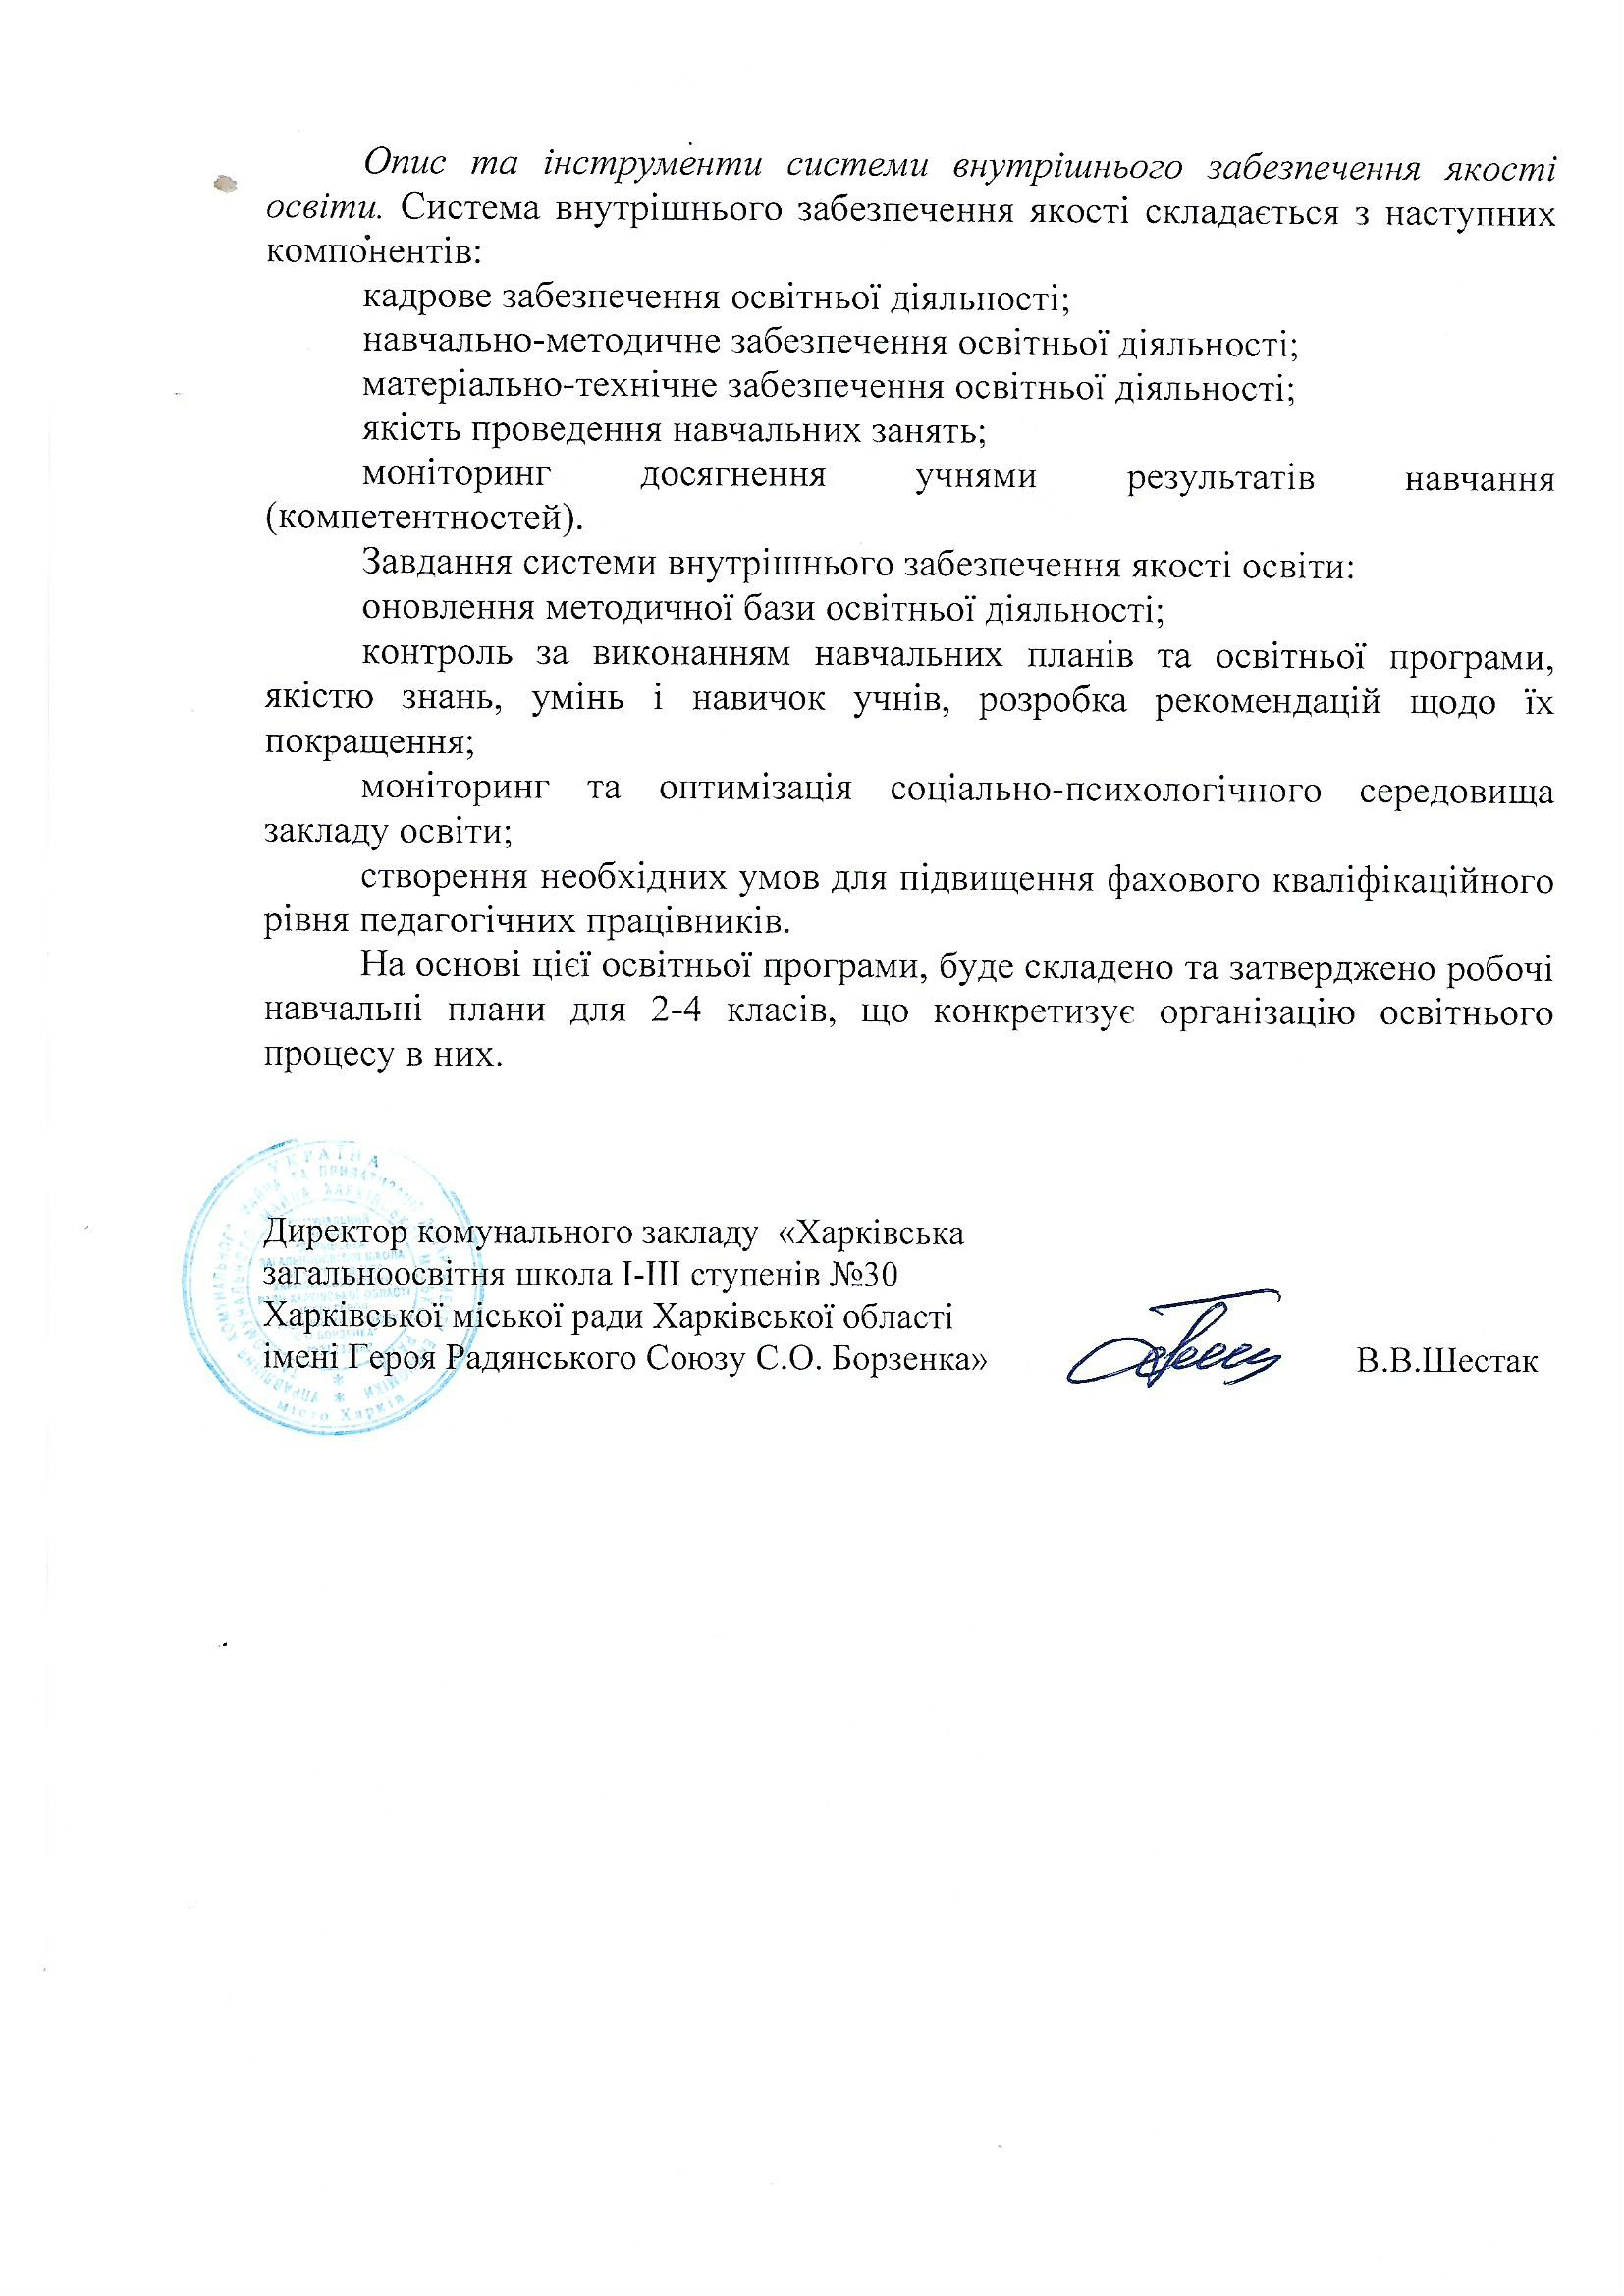 Опис та інструменти системи внутрішнього забезпечення якості
освіти. Система внутрішнього забезпечення якості складається з наступних
компонентів:
кадрове забезпечення освітньої діяльності;
навчально-методичне забезпечення освітньої діяльності;
матеріально-технічне забезпечення освітньої діяльності;
якість проведення навчальних занять;
моніторинг досягнення учнями результатів навчання
(компетентностей).
Завдання системи внутрішнього забезпечення якості освіти:
оновлення методичної бази освітньої діяльності;
контроль за виконанням навчальних планів та освітньої програми,
якістю знань, умінь і навичок учнів, розробка рекомендацій щодо їх
покращення;
моніторинг та оптимізація соціально-психологічного середовища
закладу освіти;
створення необхідних умов для підвищення фахового кваліфікаційного
рівня педагогічних працівників.
На основі цієї освітньої програми, буде складено та затверджено робочі
навчальні плани для 2-4 класів, що конкретизує організацію освітнього
процесу в них.
УКРАЇНА
місто Харків
Директор комунального закладу «Харківська
загальноосвітня школа І-ІІІ ступенів №30
Харківської міської ради Харківської області
імені Героя Радянського Союзу С.О. Борзенка» В.В.Шестак